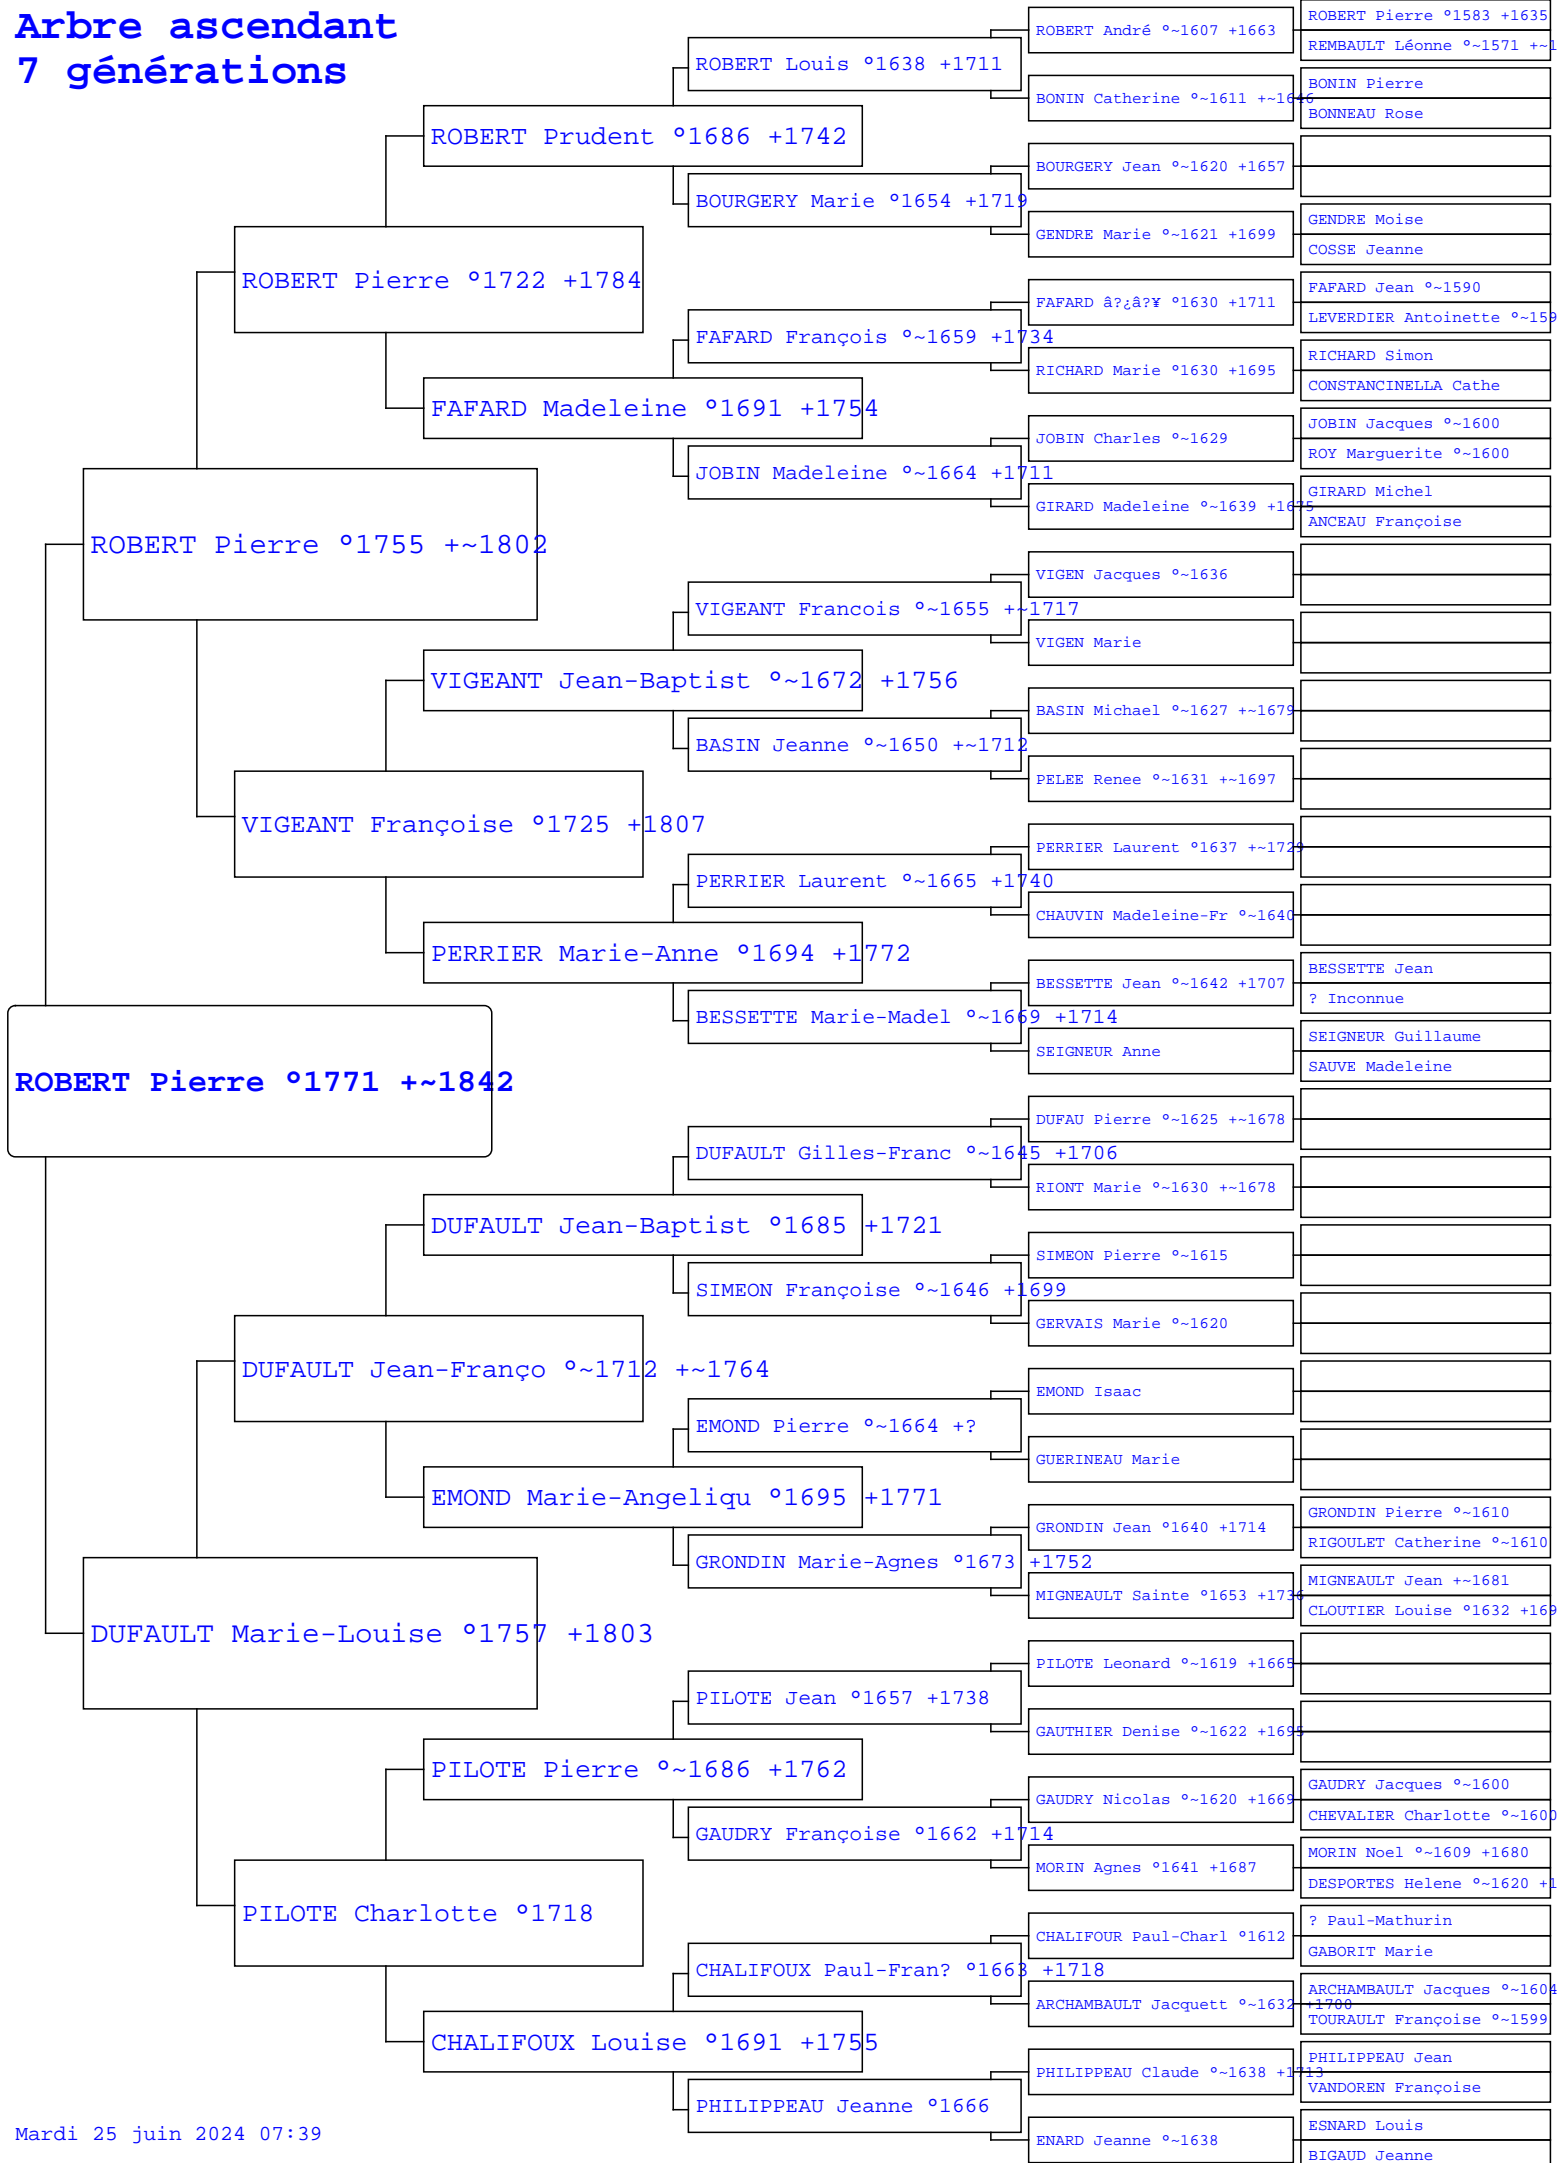 Arbre ascendant
7 générations
ROBERT Pierre °1771 +~1842
ROBERT Pierre °1755 +~1802
DUFAULT Marie-Louise °1757 +1803
ROBERT Pierre °1722 +1784
VIGEANT Françoise °1725 +1807
DUFAULT Jean-Franço °~1712 +~1764
PILOTE Charlotte °1718
ROBERT Prudent °1686 +1742
FAFARD Madeleine °1691 +1754
VIGEANT Jean-Baptist °~1672 +1756
PERRIER Marie-Anne °1694 +1772
DUFAULT Jean-Baptist °1685 +1721
EMOND Marie-Angeliqu °1695 +1771
PILOTE Pierre °~1686 +1762
CHALIFOUX Louise °1691 +1755
ROBERT Louis °1638 +1711
BOURGERY Marie °1654 +1719
FAFARD François °~1659 +1734
JOBIN Madeleine °~1664 +1711
VIGEANT Francois °~1655 +~1717
BASIN Jeanne °~1650 +~1712
PERRIER Laurent °~1665 +1740
BESSETTE Marie-Madel °~1669 +1714
DUFAULT Gilles-Franc °~1645 +1706
SIMEON Françoise °~1646 +1699
EMOND Pierre °~1664 +?
GRONDIN Marie-Agnes °1673 +1752
PILOTE Jean °1657 +1738
GAUDRY Françoise °1662 +1714
CHALIFOUX Paul-Fran? °1663 +1718
PHILIPPEAU Jeanne °1666
ROBERT André °~1607 +1663
BONIN Catherine °~1611 +~1646
BOURGERY Jean °~1620 +1657
GENDRE Marie °~1621 +1699
FAFARD â?¿â?¥ °1630 +1711
RICHARD Marie °1630 +1695
JOBIN Charles °~1629
GIRARD Madeleine °~1639 +1675
VIGEN Jacques °~1636
VIGEN Marie
BASIN Michael °~1627 +~1679
PELEE Renee °~1631 +~1697
PERRIER Laurent °1637 +~1729
CHAUVIN Madeleine-Fr °~1640
BESSETTE Jean °~1642 +1707
SEIGNEUR Anne
DUFAU Pierre °~1625 +~1678
RIONT Marie °~1630 +~1678
SIMEON Pierre °~1615
GERVAIS Marie °~1620
EMOND Isaac
GUERINEAU Marie
GRONDIN Jean °1640 +1714
MIGNEAULT Sainte °1653 +1736
PILOTE Leonard °~1619 +1665
GAUTHIER Denise °~1622 +1695
GAUDRY Nicolas °~1620 +1669
MORIN Agnes °1641 +1687
CHALIFOUR Paul-Charl °1612
ARCHAMBAULT Jacquett °~1632 +1700
PHILIPPEAU Claude °~1638 +1713
ENARD Jeanne °~1638
ROBERT Pierre °1583 +1635
REMBAULT Léonne °~1571 +~1
BONIN Pierre
BONNEAU Rose
GENDRE Moise
COSSE Jeanne
FAFARD Jean °~1590
LEVERDIER Antoinette °~159
RICHARD Simon
CONSTANCINELLA Cathe
JOBIN Jacques °~1600
ROY Marguerite °~1600
GIRARD Michel
ANCEAU Françoise
BESSETTE Jean
? Inconnue
SEIGNEUR Guillaume
SAUVE Madeleine
GRONDIN Pierre °~1610
RIGOULET Catherine °~1610
MIGNEAULT Jean +~1681
CLOUTIER Louise °1632 +169
GAUDRY Jacques °~1600
CHEVALIER Charlotte °~1600
MORIN Noel °~1609 +1680
DESPORTES Helene °~1620 +1
? Paul-Mathurin
GABORIT Marie
ARCHAMBAULT Jacques °~1604
TOURAULT Françoise °~1599
PHILIPPEAU Jean
VANDOREN Françoise
ESNARD Louis
BIGAUD Jeanne
Mardi 25 juin 2024 07:39